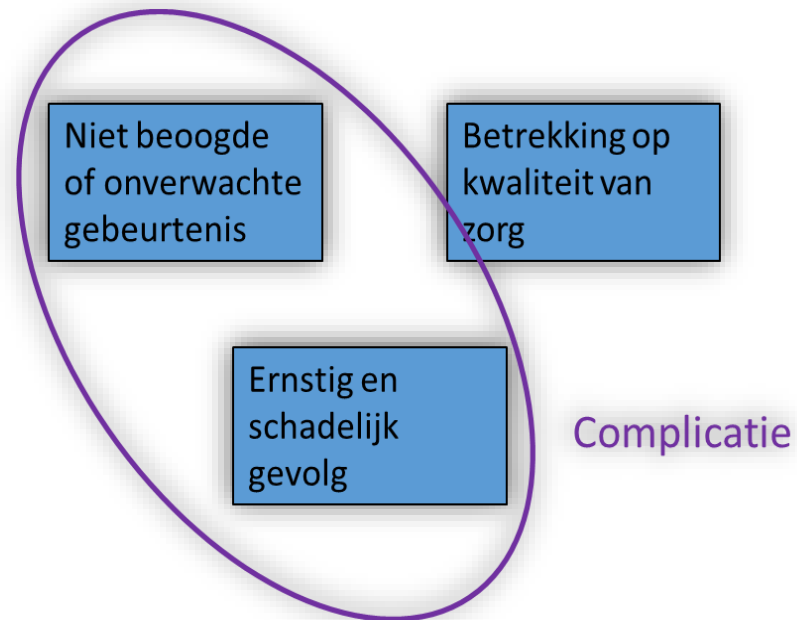 Niet beoogde
of onverwachte
gebeurtenis
Betrekking op
kwaliteit van
zorg
Ernstig en
schadelijk
gevolg
Complicatie